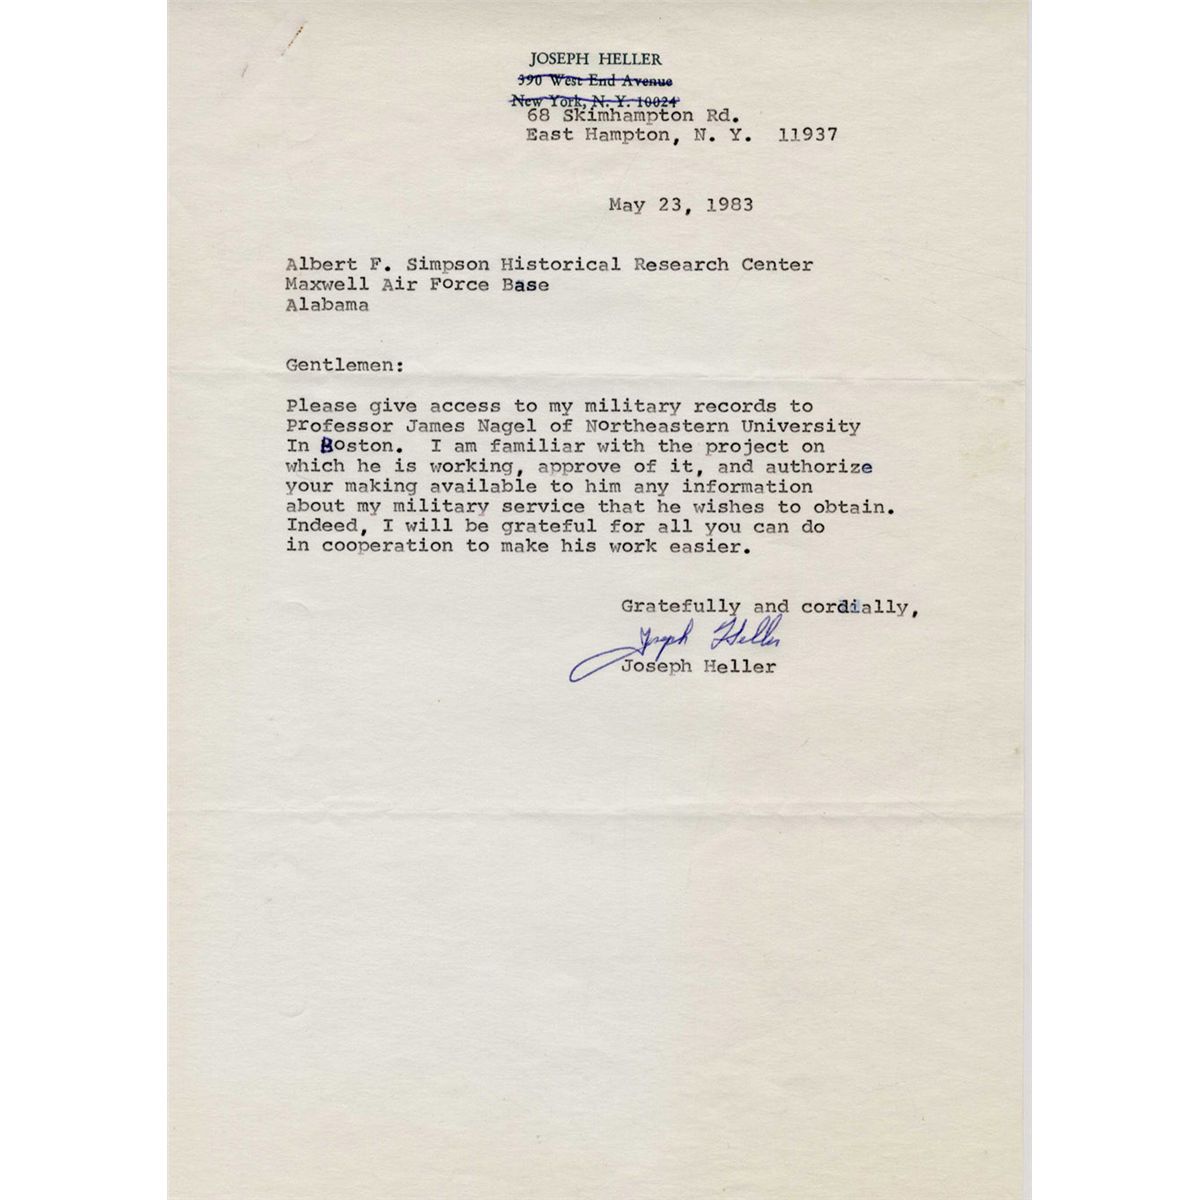 JOSEPH HELLER
390 West End Avenue
New York, N. Y. 10024
68 Skimhampton Rd.
East Hampton, N. Y.  11937
May 23, 1983
Albert F. Simpson Historical Research Center
Maxwell Air Force Base
Alabama
Gentlemen:
Please give access to my military records to
Professor James Nagel of Northeastern University
In Boston.  I am familiar with the project on
which he is working, approve of it, and authorize
your making available to him any information
about my military service that he wishes to obtain.
Indeed, I will be grateful for all you can do
in cooperation to make his work easier.
Gratefully and cordially,
Joseph Heller
Joseph Heller